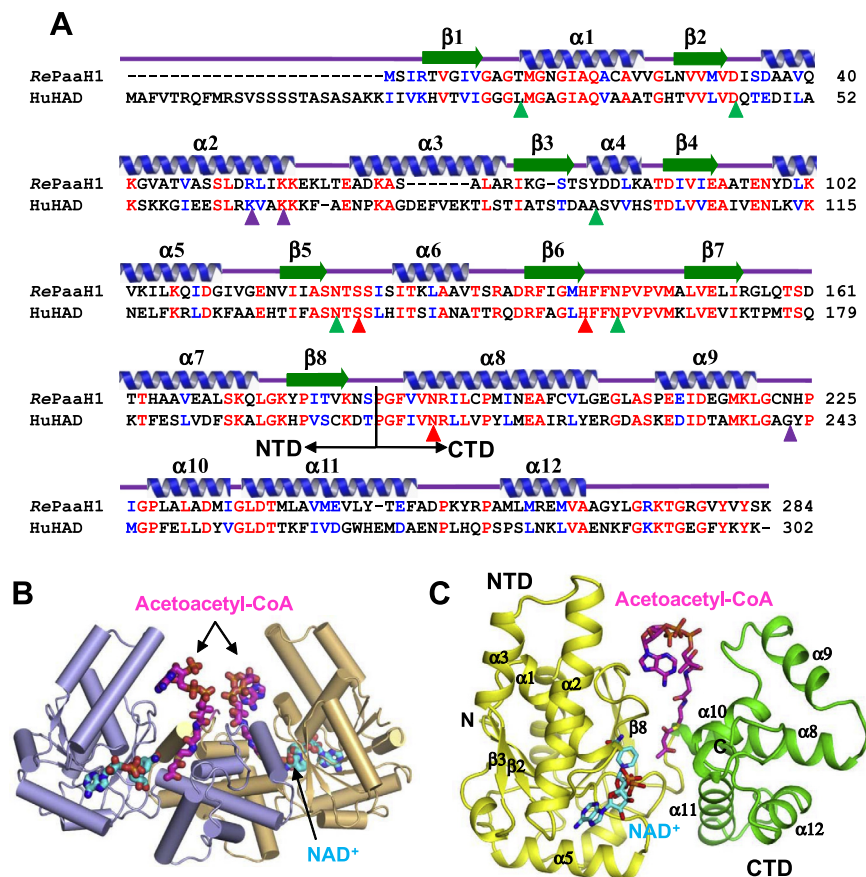 A
β1 α1 β2
RePaaH1 --------------------MSIRTVGIVGAGTMGNGIAQACAVVGLNVVMVDISDAAVQ 40
HuHAD MAFVTRQFMRSVSSSSTASASAKKIIVKHVTVIGGGLMGAGIAQVAAATGHTVVLVDQTEDILA 52
α2 α3 β3 α4 β4
RePaaH1 KGVATVASSLDRLIKKEKLTEADKAS-----ALARIKG-STSYDDLKATDIVIEAATENYDLK 102
HuHAD KSKKGIEESLRKVAKKKF-AENPKAGDEFVEKTLSTIATSTDAASVVHSTDLVVEAIVENLKVK 115
α5 β5 α6 β6 β7
RePaaH1 VKILKQIDGIVGENVIIASNTSSISITKLAAVTSRADRFIGMHFFNPVPVMALVELIRGLQTSD 161
HuHAD NELFKRLDKFAAEHTIFASNTSSLHITSIANATTRQDRFAGLHFFNPVPVMKLVEVIKTPMTSQ 179
α7 β8 α8 α9
RePaaH1 TTHAAVEALSKQLGKYPITVKNSPGFVVNRILCPMINEAFCVLGEGLASPEEIDEGMKLGCNHP 225
HuHAD KTFESLVDFSKALGKHPVSCKDTPGFIVNRLLVPYLMEAIRLYERGDASKEDIDTAMKLGAGYP 243
NTD CTD
α10 α11 α12
RePaaH1 IGPLALADMIGLDTMLAVMEVLY-TEFADPKYRPAMLMREMVAAGYLGRKTGRGVYVYSK 284
HuHAD MGPFELLDYVGLDTTKFIVDGWHEMDAENPLHQPSPSLNKLVAENKFGKKTGEGFYKYK- 302
B
Acetoacetyl-CoA
NAD+
C
NTD
Acetoacetyl-CoA
α3
α1
α2
α9
N
β8
α10
α8
C
β3
β2
NAD+
α11
α12
α5
CTD